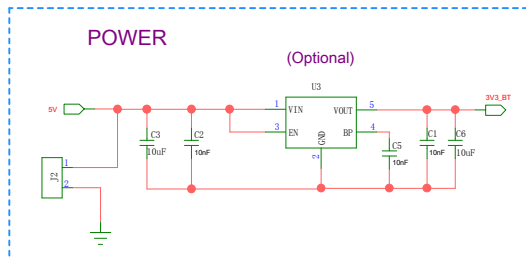 POWER
(Optional)
U3
5V
1
VIN
VOUT
5
3V3_BT
3
EN
BP
4
GND
2
C3
10uF
C2
10nF
C5
10nF
C1
10nF
C6
10uF
J2
1
2